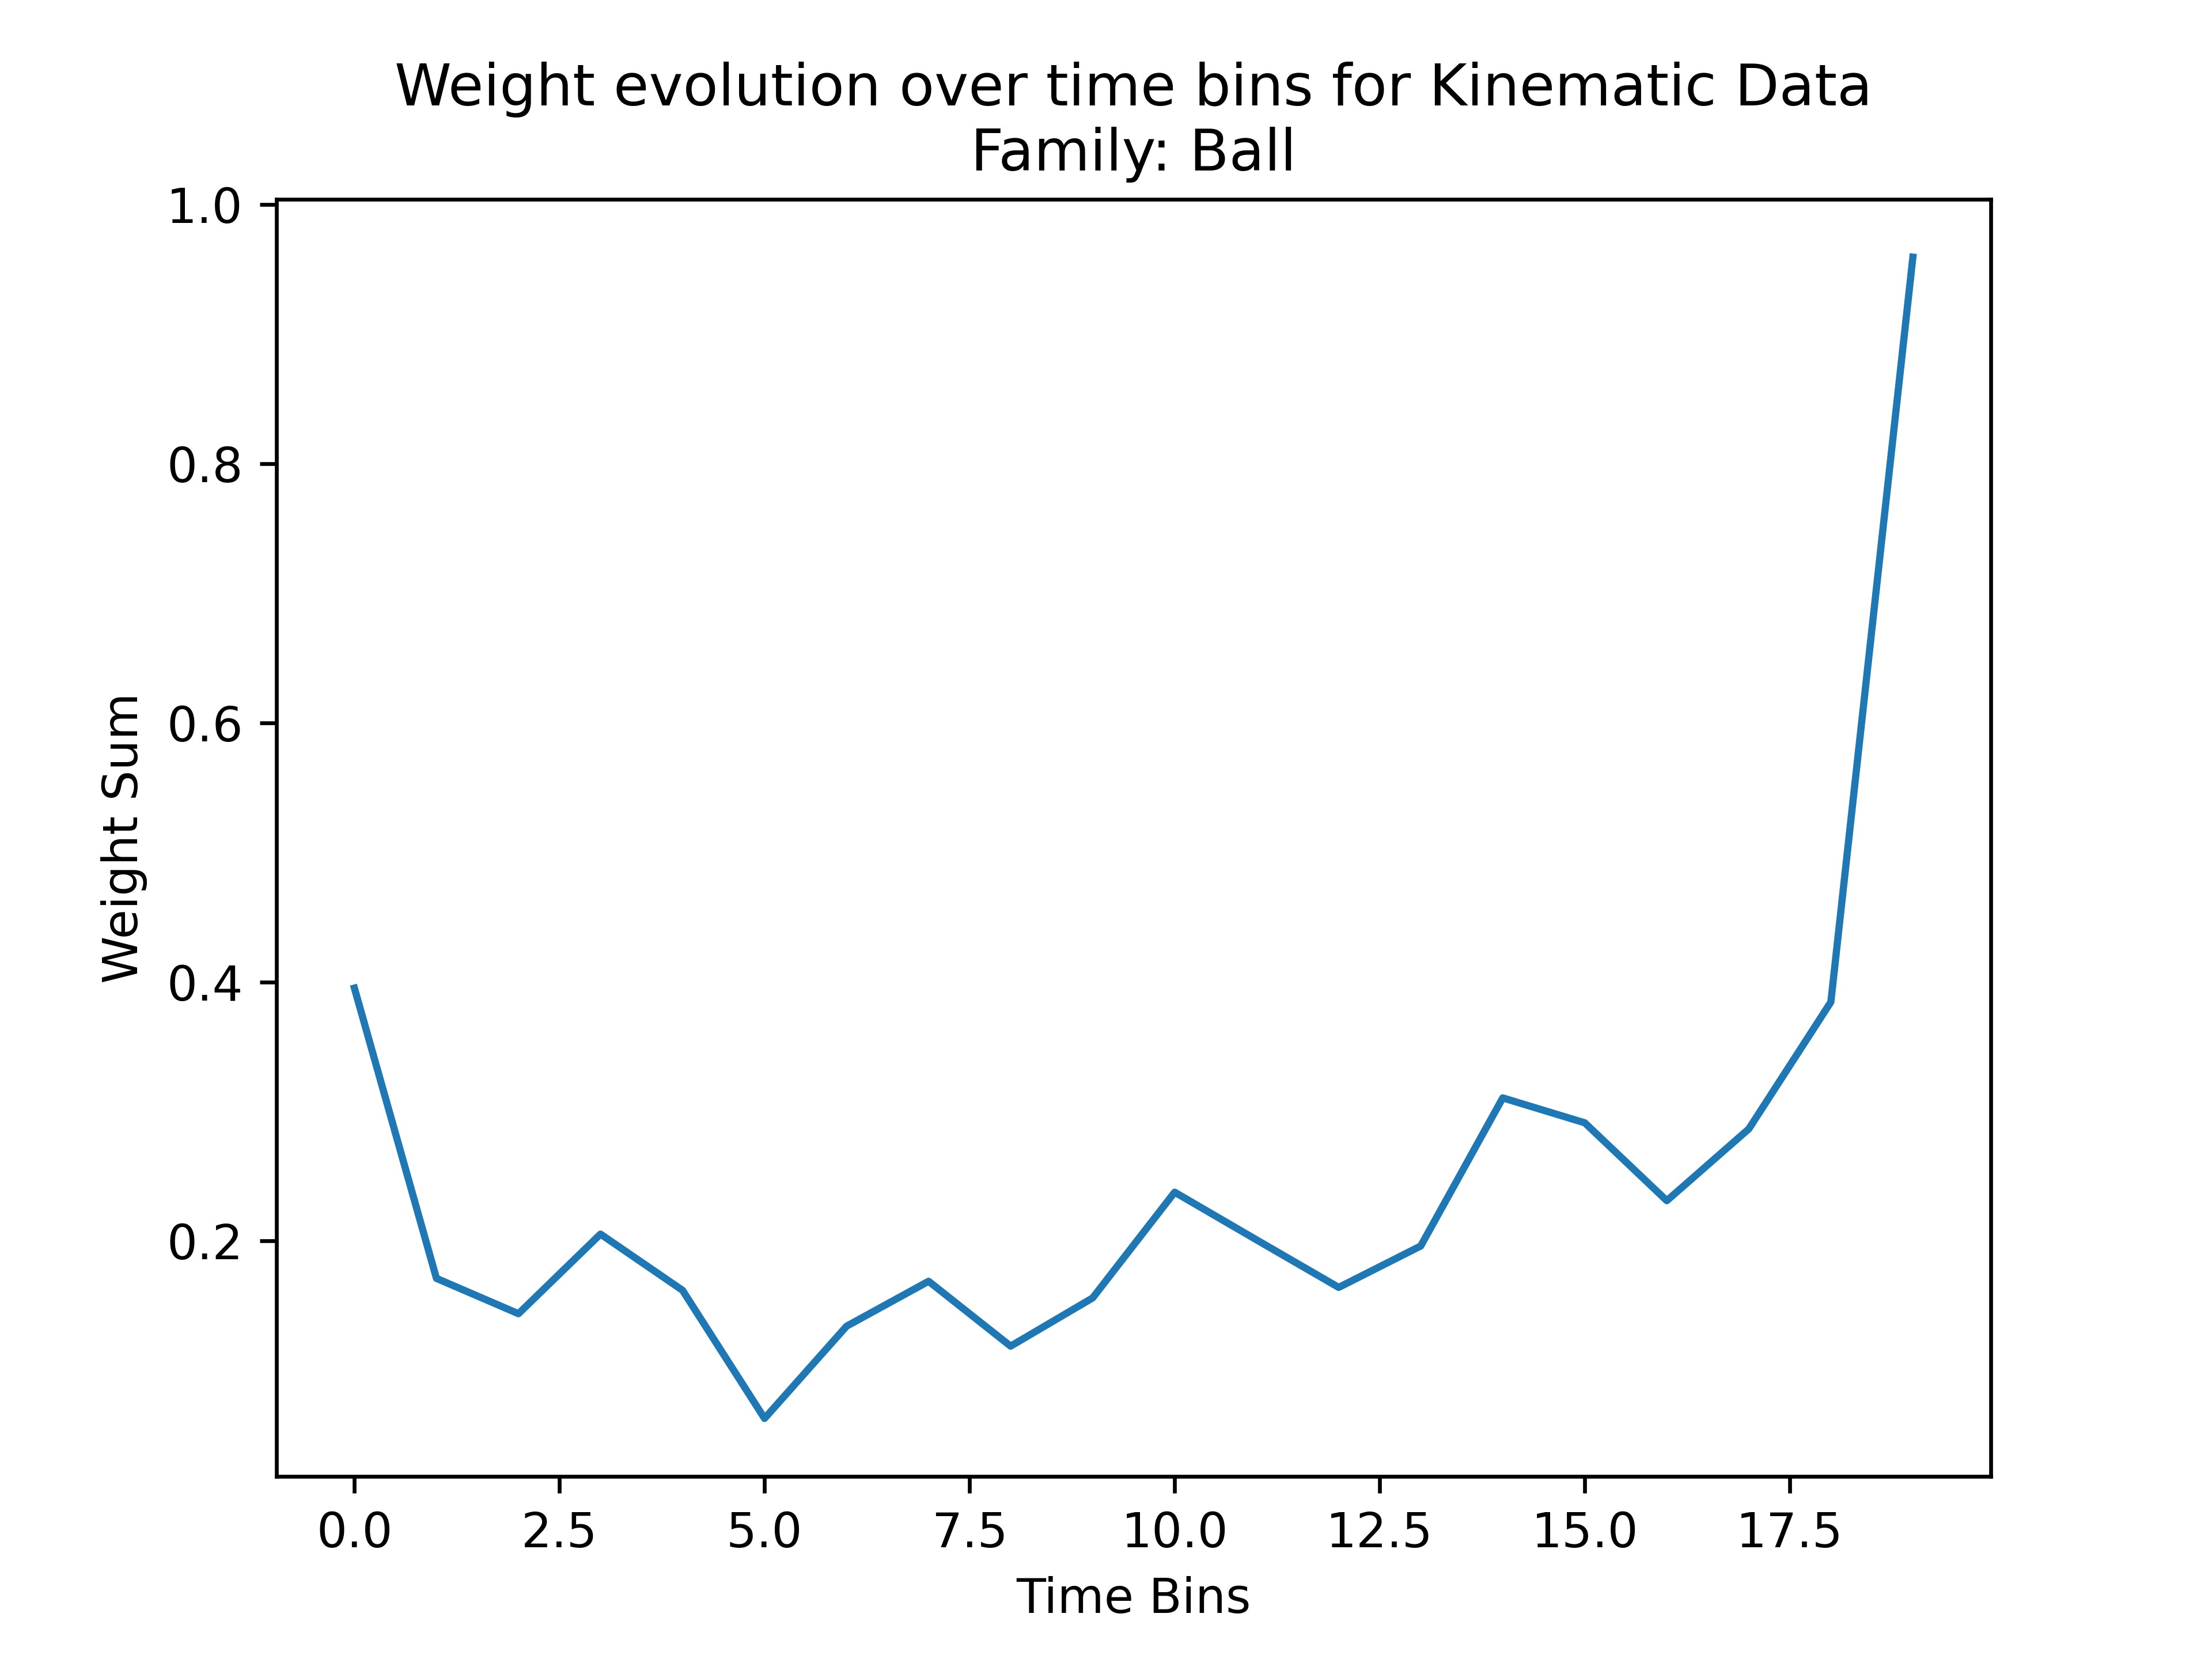 Weight evolution over time bins for Kinematic Data
Family: Ball
1.0
0.8
0.6
0.4
0.2
Weight Sum
0.0 2.5 5.0 7.5 10.0 12.5 15.0 17.5
Time Bins